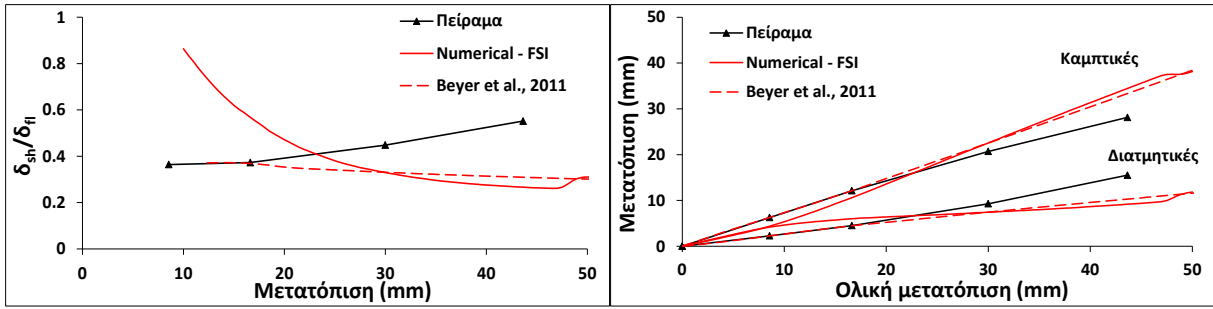 1
0.8
0.6
0.4
0.2
0
δsh/δfl
Πείραμα
Numerical - FSI
Beyer et al., 2011
0 10 20 30 40 50
Μετατόπιση (mm)
50
40
30
20
10
0
Μετατόπιση (mm)
Πείραμα
Numerical - FSI
Beyer et al., 2011
Καμπτικές
Διατμητικές
0 10 20 30 40 50
Ολική μετατόπιση (mm)